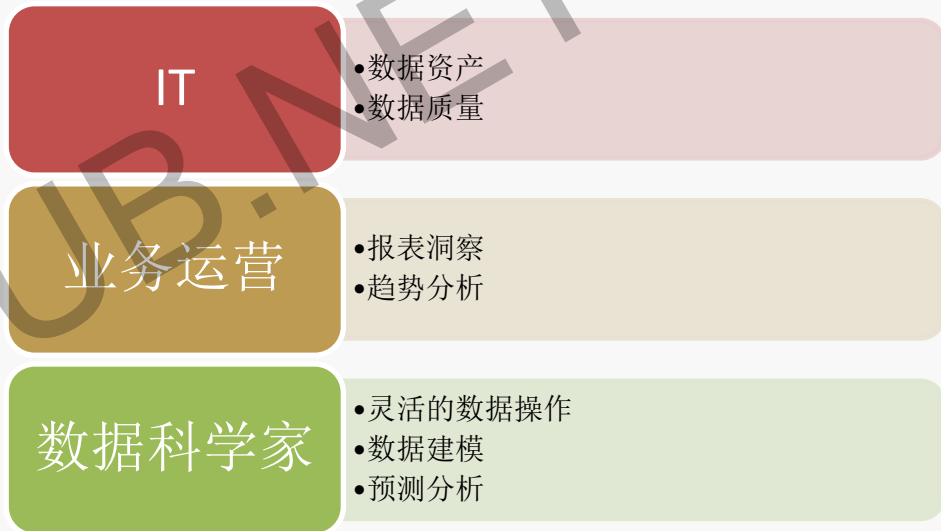 IT
•数据资产
•数据质量
业务运营
•报表洞察
•趋势分析
数据科学家
•灵活的数据操作
•数据建模
•预测分析
UB.NET